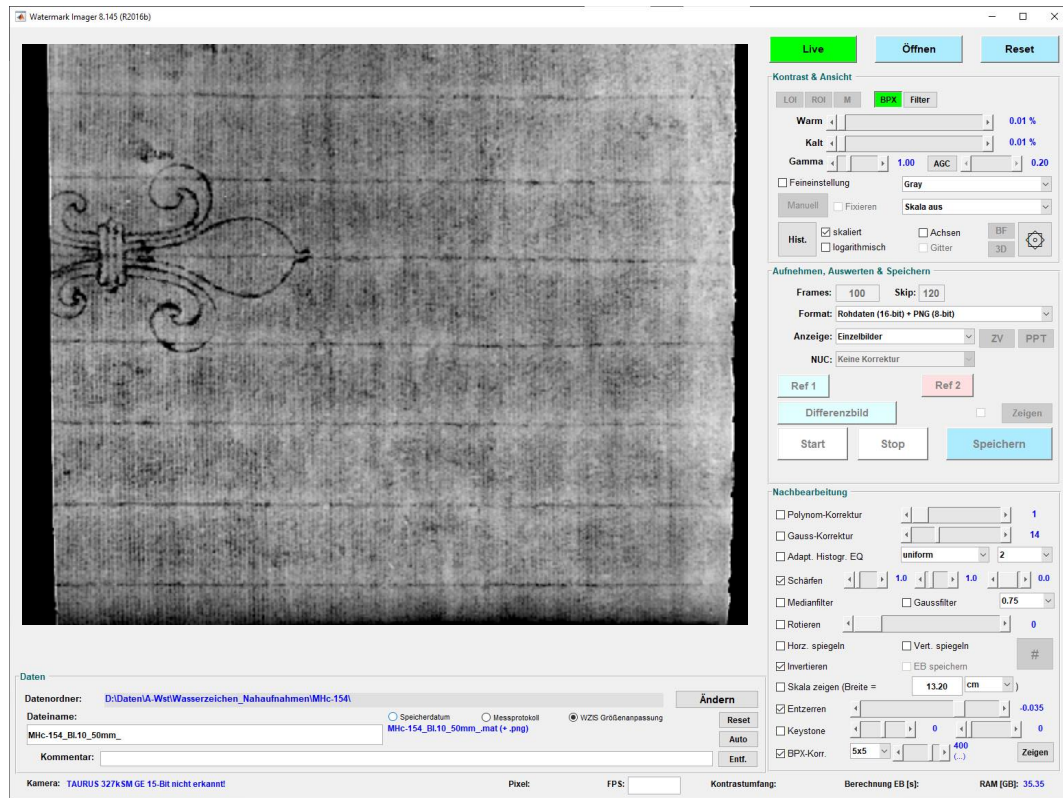 Watermark Imager 8.145 (R2016b)
Live Öffnen Reset
Kontrast & Ansicht
LOI ROI M BPX Filter
Warm 0.01 %
Kalt 0.01 %
Gamma 1.00 AGC 0.20
Feineinstellung Gray
Manuell Fixieren Skala aus
Hist. skaliert Achsen BF
logarithmisch Gitter 3D
Aufnehmen, Auswerten & Speichern
Frames: 100 Skip: 120
Format: Rohdaten (16-bit) + PNG (8-bit)
Anzeige: Einzelbilder ZV PPT
NUC: Keine Korrektur
Ref 1 Ref 2
Differenzbild Zeigen
Start Stop Speichern
Nachbearbeitung
Polynom-Korrektur 1
Gauss-Korrektur 14
Adapt. Histogr. EQ uniform 2
Schärfen 1.0 1.0 0.0
Medianfilter Gaussfilter 0.75
Rotieren 0
Horz. spiegeln Vert. spiegeln #
Invertieren EB speichern
Skala zeigen (Breite = 13.20 cm )
Entzerren -0.035
Keystone 0 0
BPX-Korr. 5x5 400 (...) Zeigen
Daten
Datenordner: D:\Daten\A-Wst\Wasserzeichen_Nahaufnahmen\MHc-154\ Ändern
Dateiname: Speicherdatum Messprotokoll WZIS Größenanpassung Reset
MHc-154_Bl.10_50mm_ MHc-154_Bl.10_50mm_.mat (+ .png) Auto
Kommentar: Entf.
Kamera: TAURUS 327kSM GE 15-Bit nicht erkannt! Pixel: FPS: Kontrastumfang: Berechnung EB [s]: RAM [GB]: 35.35